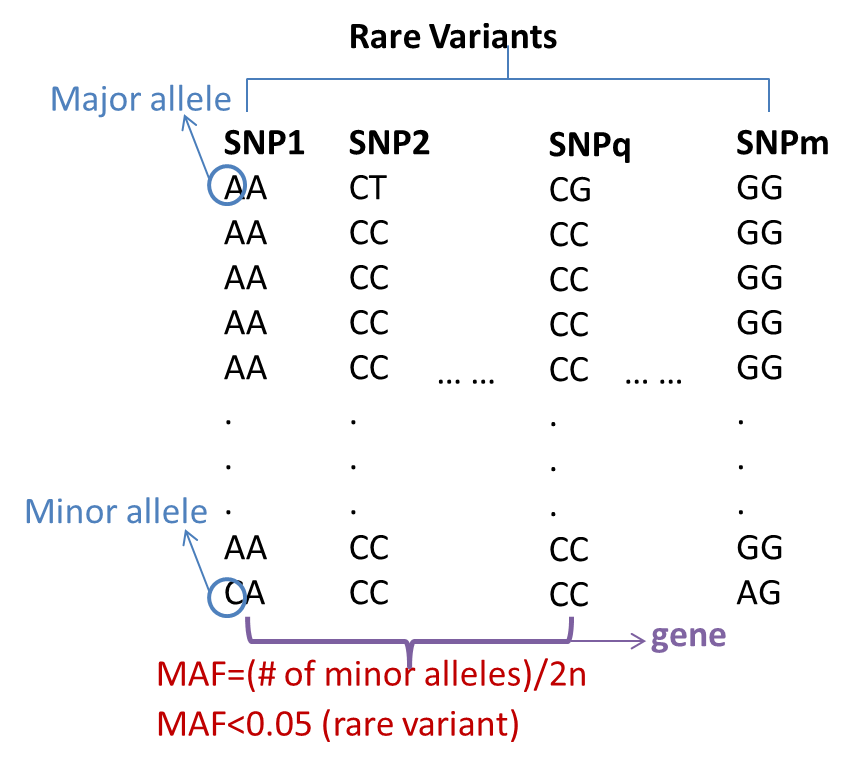 Rare Variants
Major allele
SNP1 SNP2 SNPq SNPm
AA CT CG GG
AA CC CC GG
AA CC CC GG
AA CC CC GG
AA CC ... ... CC ... ... GG
. . . .
. . . .
Minor allele
. . . .
AA CC CC GG
CA CC CC AG
gene
MAF=(# of minor alleles)/2n
MAF<0.05 (rare variant)